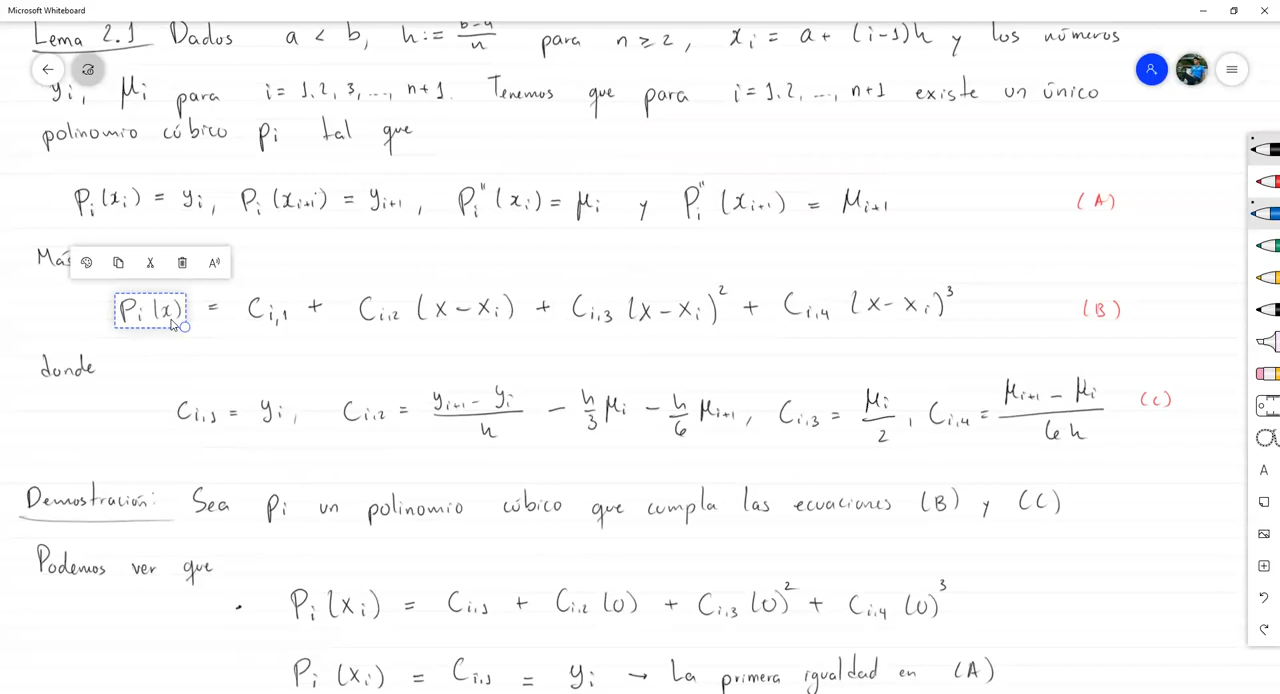 Microsoft Whiteboard
Lema 2.1 Dados a < b, h := b-a/n para n ≥ 2, xi = a + (i-1)h y los números
yi, μi para i = 1,2,3,..., n+1. Tenemos que para i = 1,2, ..., n+1 existe un único
polinomio cúbico pi tal que
Pi(xi) = yi, Pi(xi+1) = yi+1, Pi''(xi) = μi y Pi''(xi+1) = μi+1 (A)
Más
Pi(x) = Ci,1 + Ci,2 (x-xi) + Ci,3 (x-xi)² + Ci,4 (x-xi)³ (B)
donde
Ci,1 = yi, Ci,2 = yi+1 - yi/h - h/3 μi - h/6 μi+1, Ci,3 = μi/2, Ci,4 = μi+1 - μi/6h (C)
Demostración: Sea Pi un polinomio cúbico que cumpla las ecuaciones (B) y (C)
Podemos ver que
· Pi(xi) = Ci,1 + Ci,2 (0) + Ci,3 (0)² + Ci,4 (0)³
Pi(xi) = Ci,1 = yi → La primera igualdad en (A)